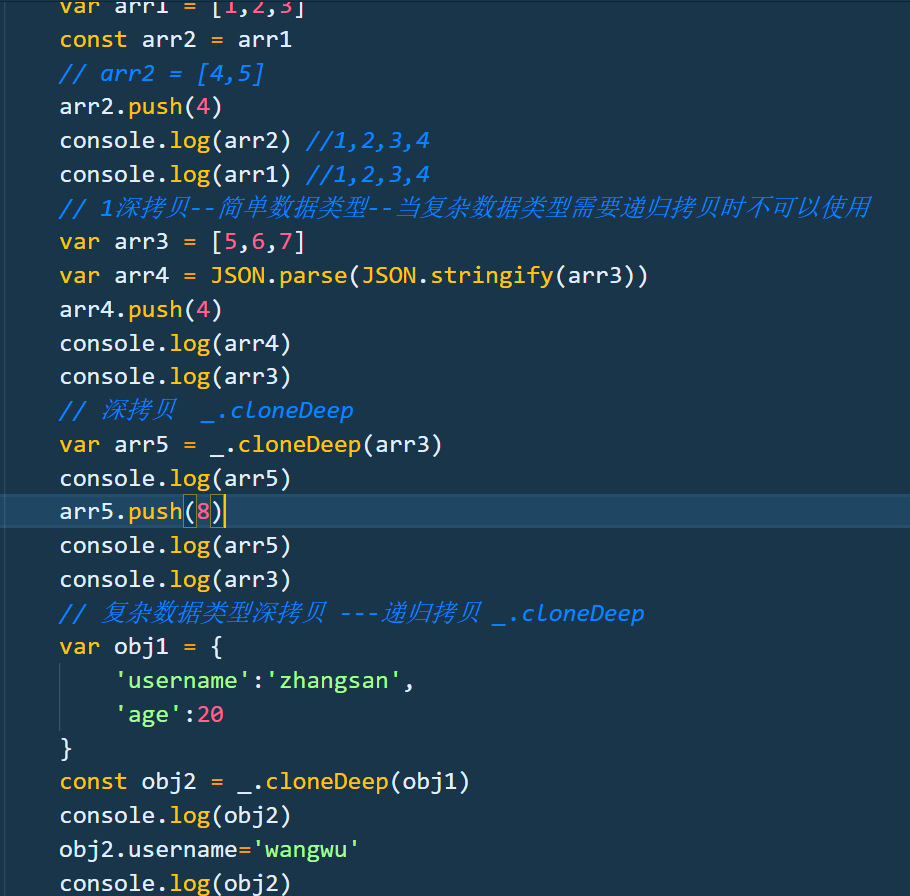 var arr1 = [1,2,3]
const arr2 = arr1
// arr2 = [4,5]
arr2.push(4)
console.log(arr2) //1,2,3,4
console.log(arr1) //1,2,3,4
// 1深拷贝--简单数据类型--当复杂数据类型需要递归拷贝时不可以使用
var arr3 = [5,6,7]
var arr4 = JSON.parse(JSON.stringify(arr3))
arr4.push(4)
console.log(arr4)
console.log(arr3)
// 深拷贝  _.cloneDeep
var arr5 = _.cloneDeep(arr3)
console.log(arr5)
arr5.push(8)
console.log(arr5)
console.log(arr3)
// 复杂数据类型深拷贝 ---递归拷贝 _.cloneDeep
var obj1 = {
    'username':'zhangsan',
    'age':20
}
const obj2 = _.cloneDeep(obj1)
console.log(obj2)
obj2.username='wangwu'
console.log(obj2)